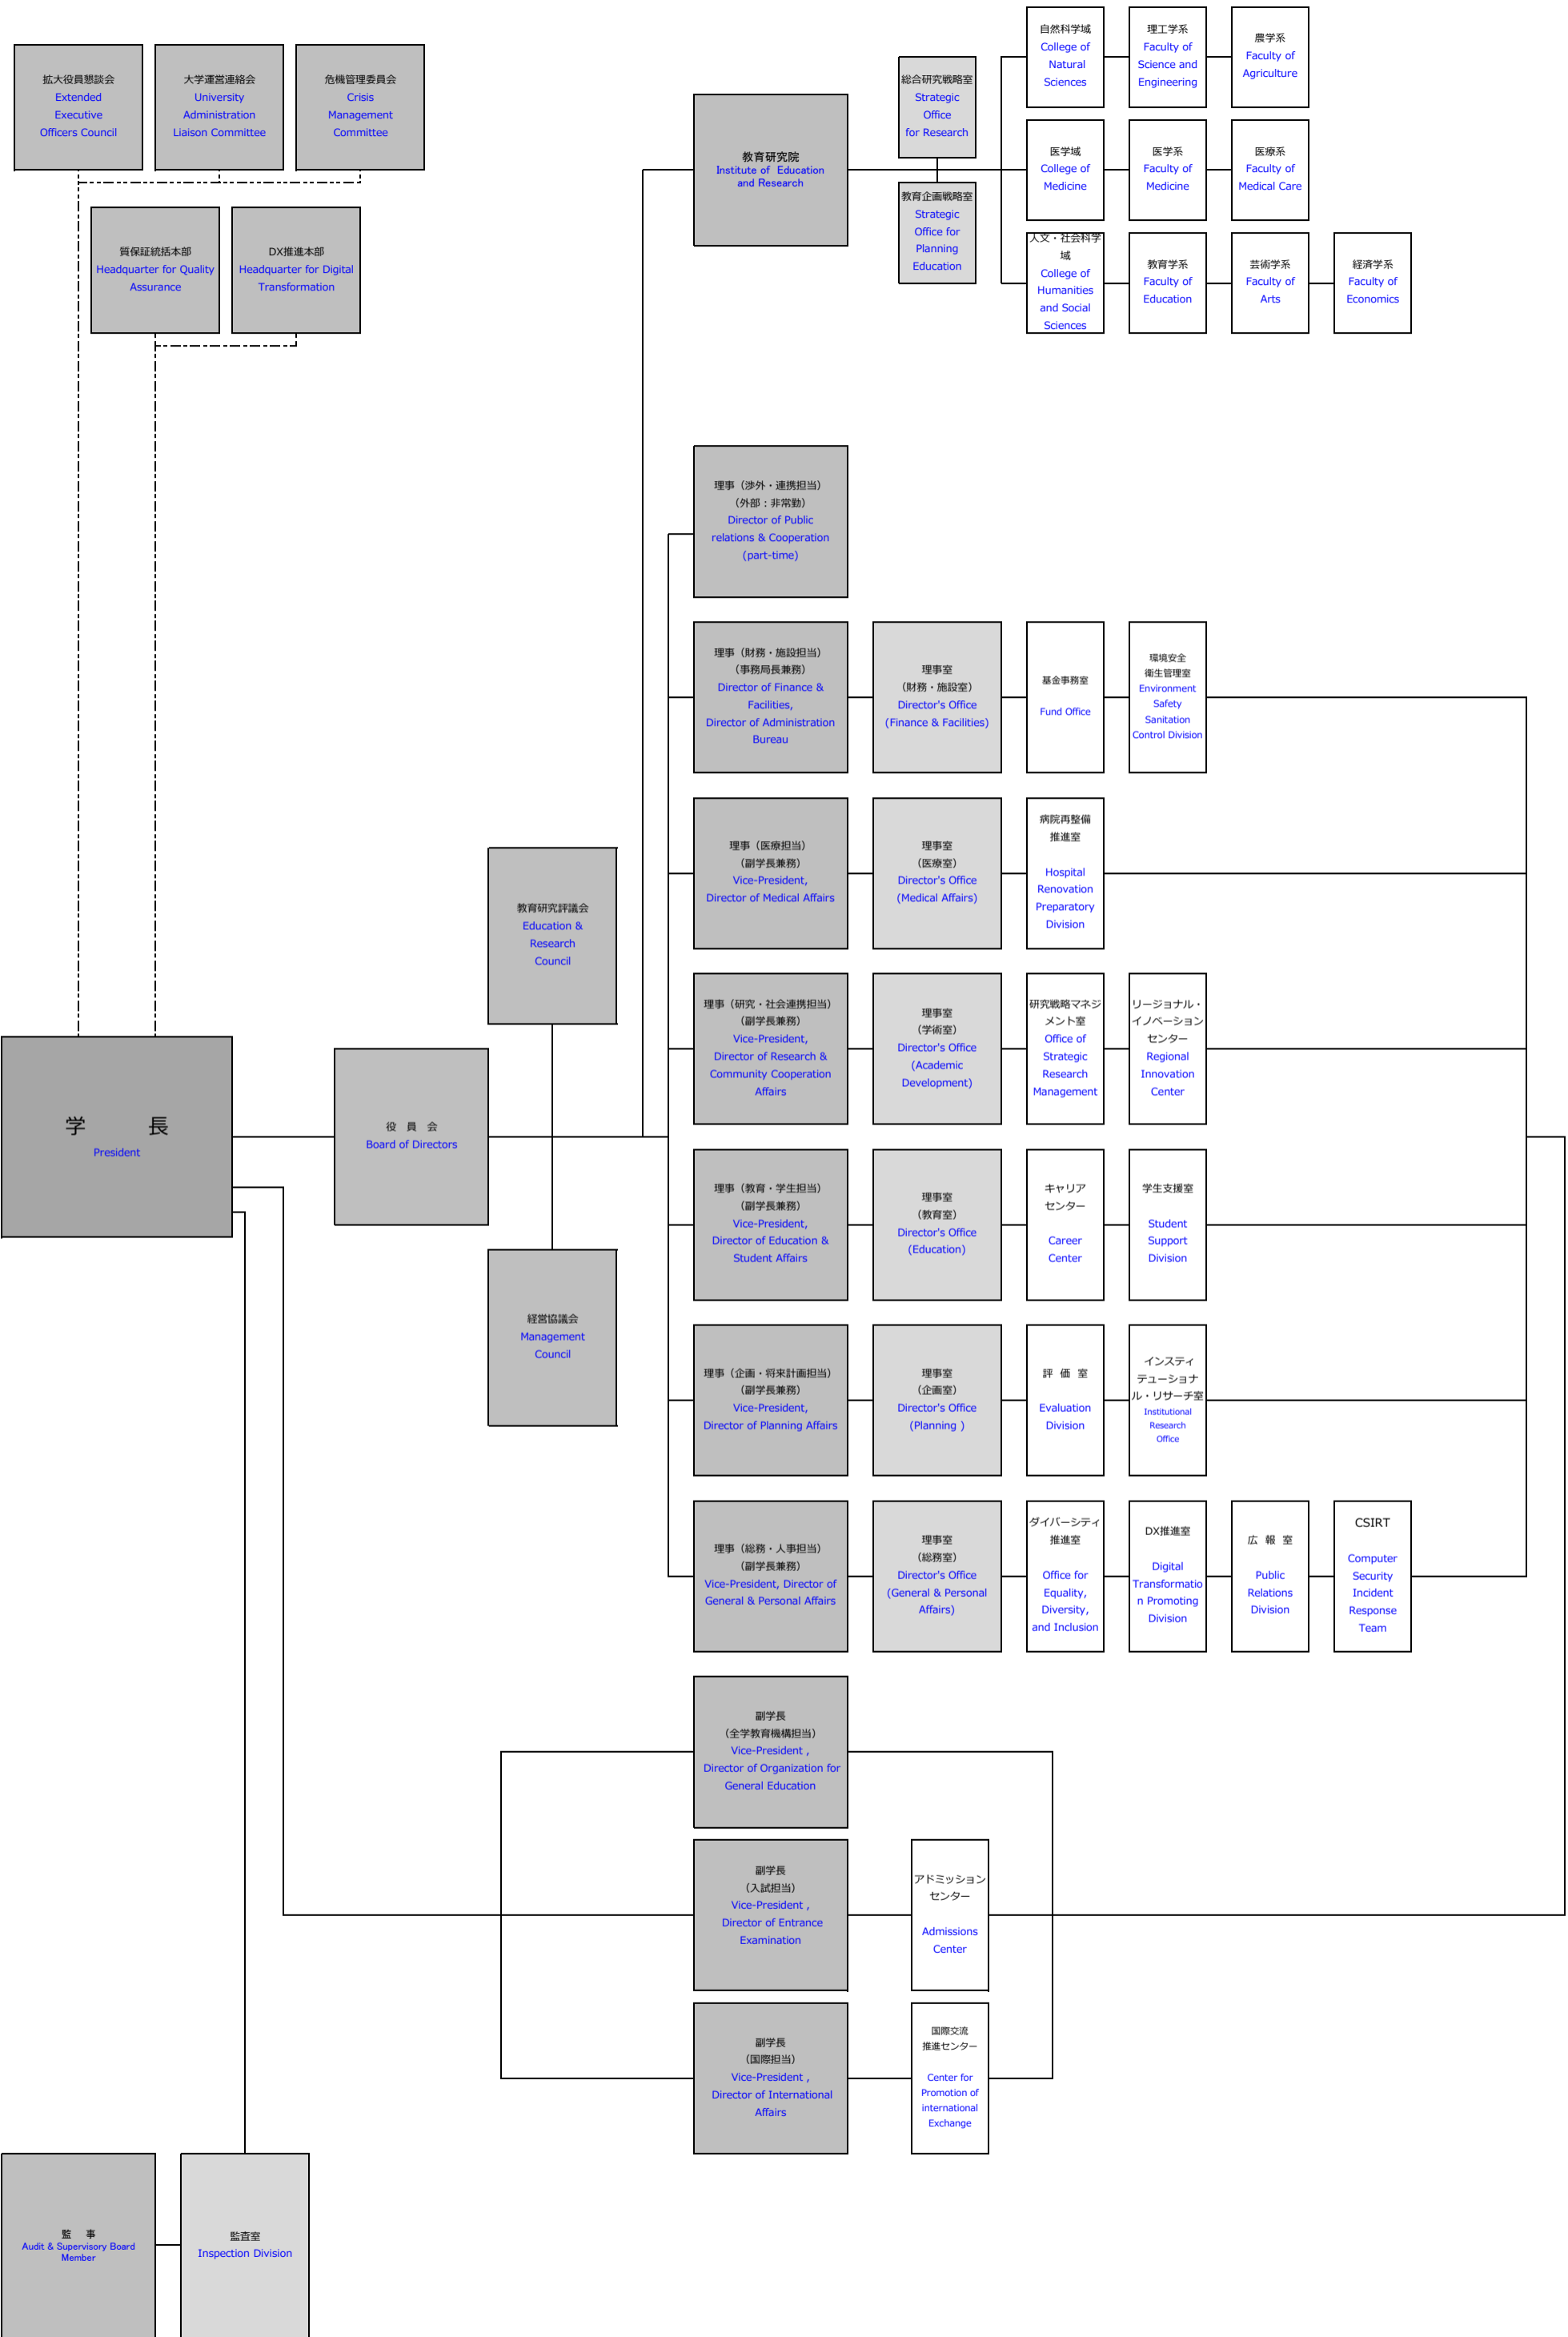 拡大役員懇談会
Extended
Executive
Officers Council
大学運営連絡会
University
Administration
Liaison Committee
危機管理委員会
Crisis
Management
Committee
質保証統括本部
Headquarter for Quality
Assurance
DX推進本部
Headquarter for Digital
Transformation
教育研究院
Institute of Education
and Research
総合研究戦略室
Strategic
Office
for Research
教育企画戦略室
Strategic
Office for
Planning
Education
自然科学域
College of
Natural
Sciences
理工学系
Faculty of
Science and
Engineering
農学系
Faculty of
Agriculture
医学域
College of
Medicine
医学系
Faculty of
Medicine
医療系
Faculty of
Medical Care
人文・社会科学
域
College of
Humanities
and Social
Sciences
教育学系
Faculty of
Education
芸術学系
Faculty of
Arts
経済学系
Faculty of
Economics
理事（渉外・連携担当）
（外部：非常勤）
Director of Public
relations & Cooperation
(part-time)
理事（財務・施設担当）
（事務局長兼務）
Director of Finance &
Facilities,
Director of Administration
Bureau
理事室
（財務・施設室）
Director's Office
(Finance & Facilities)
基金事務室
Fund Office
環境安全
衛生管理室
Environment
Safety
Sanitation
Control Division
理事（医療担当）
（副学長兼務）
Vice-President,
Director of Medical Affairs
理事室
（医療室）
Director's Office
(Medical Affairs)
病院再整備
推進室
Hospital
Renovation
Preparatory
Division
教育研究評議会
Education &
Research
Council
理事（研究・社会連携担当）
（副学長兼務）
Vice-President,
Director of Research &
Community Cooperation
Affairs
理事室
（学術室）
Director's Office
(Academic
Development)
研究戦略マネジ
メント室
Office of
Strategic
Research
Management
リージョナル・
イノベーション
センター
Regional
Innovation
Center
学 長
President
役 員 会
Board of Directors
理事（教育・学生担当）
（副学長兼務）
Vice-President,
Director of Education &
Student Affairs
理事室
（教育室）
Director's Office
(Education)
キャリア
センター
Career
Center
学生支援室
Student
Support
Division
経営協議会
Management
Council
理事（企画・将来計画担当）
（副学長兼務）
Vice-President,
Director of Planning Affairs
理事室
（企画室）
Director's Office
(Planning )
評 価 室
Evaluation
Division
インスティ
テューショナ
ル・リサーチ室
Institutional
Research
Office
理事（総務・人事担当）
（副学長兼務）
Vice-President, Director of
General & Personal Affairs
理事室
（総務室）
Director's Office
(General & Personal
Affairs)
ダイバーシティ
推進室
Office for
Equality,
Diversity,
and Inclusion
DX推進室
Digital
Transformatio
n Promoting
Division
広 報 室
Public
Relations
Division
CSIRT
Computer
Security
Incident
Response
Team
副学長
（全学教育機構担当）
Vice-President ,
Director of Organization for
General Education
副学長
（入試担当）
Vice-President ,
Director of Entrance
Examination
アドミッション
センター
Admissions
Center
副学長
（国際担当）
Vice-President ,
Director of International
Affairs
国際交流
推進センター
Center for
Promotion of
international
Exchange
監 事
Audit & Supervisory Board
Member
監査室
Inspection Division